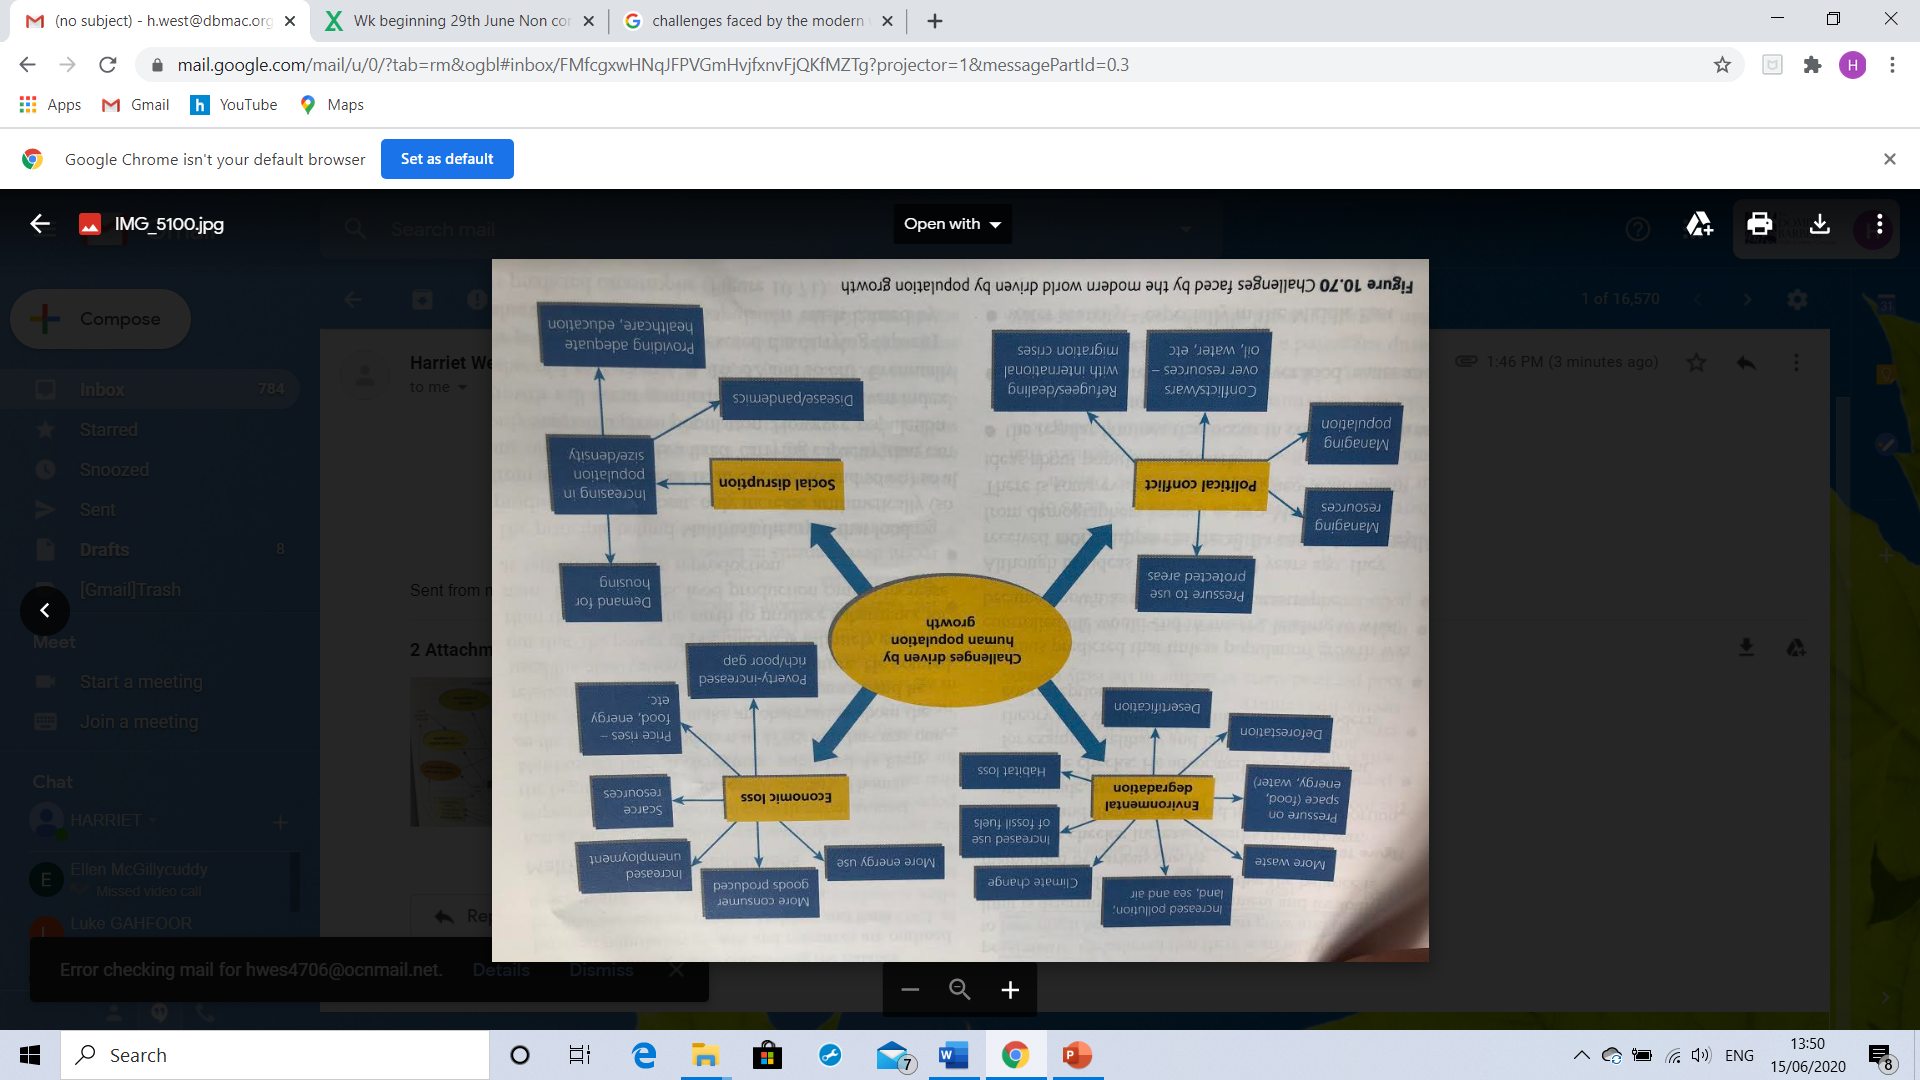 (no subject) - h.west@dbmac.org
Wk beginning 29th June Non con
challenges faced by the modern
mail.google.com/mail/u/0/?tab=rm&ogbl#inbox/FMfcgxwHNqJFPVGmHvjfxnvFjQKfMZTg?projector=1&messagePartId=0.3
H
Apps
Gmail
YouTube
Maps
Google Chrome isn't your default browser
Set as default
IMG_5100.jpg
Search mail
Open with
Compose
1 of 16,570
Inbox
784
Starred
Snoozed
Sent
Drafts
8
[Gmail]Trash
Meet
Start a meeting
Join a meeting
Chat
HARRIET
Ellen McGillycuddy
Missed video call
Luke GAHFOOR
Harriet We
to me
1:46 PM (3 minutes ago)
Sent from
2 Attachm
Rep
Error checking mail for hwes4706@ocnmail.net.
Details
Dismiss
Increased pollution;
land, sea and air
Climate change
More waste
Increased use
of fossil fuels
Pressure on
space (food,
energy, water)
Environmental
degradation
Habitat loss
Deforestation
Desertification
More consumer
goods produced
Increased
unemployment
More energy use
Scarce
resources
Economic loss
Price rises –
food, energy
etc.
Poverty-increased
rich/poor gap
Challenges driven by
human population
growth
Pressure to use
protected areas
Demand for
housing
Managing
resources
Political conflict
Social disruption
Increasing in
population
size/density
Managing
population
Conflicts/wars
over resources –
oil, water, etc
Refugees/dealing
with international
migration crises
Disease/pandemics
Providing adequate
healthcare, education
Figure 10.70 Challenges faced by the modern world driven by population growth
Search
7
ENG
13:50
15/06/2020
8